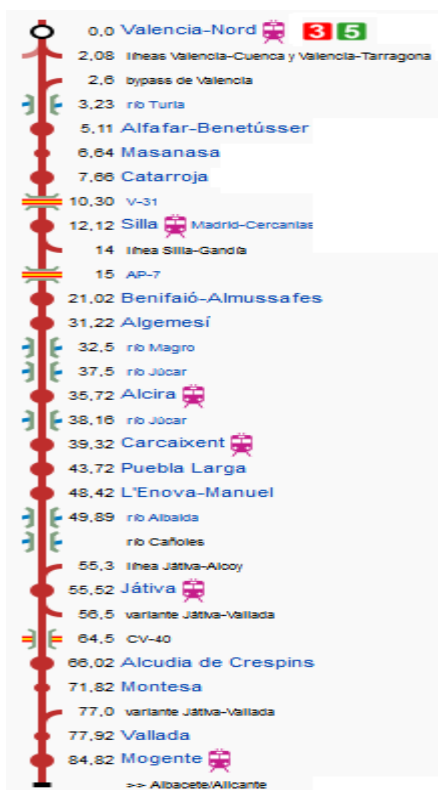 0,0 Valencia-Nord 3 5
2,08 líneas Valencia-Cuenca y Valencia-Tarragona
2,6 bypass de Valencia
3,23 río Turia
5,11 Alfafar-Benetússer
6,64 Masanasa
7,66 Catarroja
10,30 V-31
12,12 Silla Madrid-Cercanías
14 línea Silla-Gandía
15 AP-7
21,02 Benifaió-Almussafes
31,22 Algemesí
32,5 río Magro
37,5 río Júcar
35,72 Alcira
38,16 río Júcar
39,32 Carcaixent
43,72 Puebla Larga
48,42 L'Enova-Manuel
49,89 río Albaida
río Cañoles
55,3 línea Játiva-Alcoy
55,52 Játiva
56,5 variante Játiva-Vallada
64,5 CV-40
66,02 Alcudia de Crespins
71,82 Montesa
77,0 variante Játiva-Vallada
77,92 Vallada
84,82 Mogente
>> Albacete/Alicante